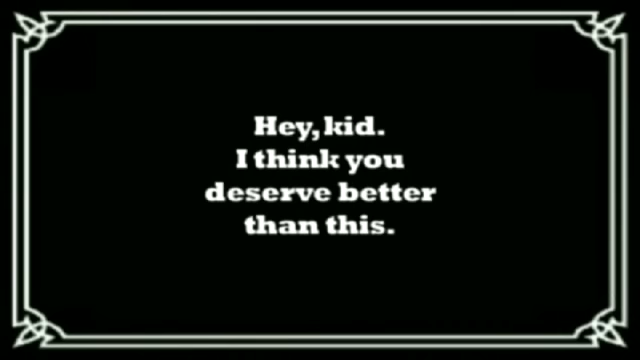 Hey, kid.
I think you
deserve better
than this.